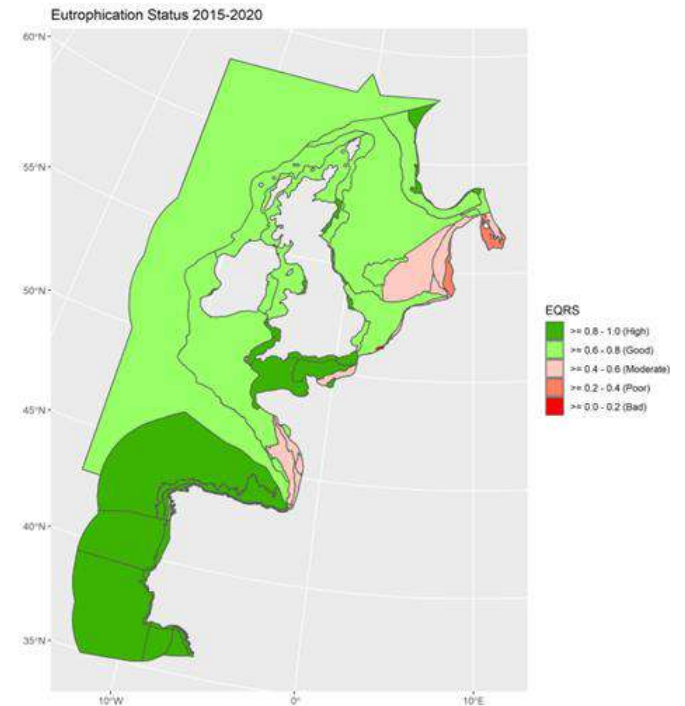 Eutrophication Status 2015-2020
60°N
55°N
50°N
45°N
40°N
35°N
10°W
0°
10°E
EQRS
>= 0.8 - 1.0 (High)
>= 0.6 - 0.8 (Good)
>= 0.4 - 0.6 (Moderate)
>= 0.2 - 0.4 (Poor)
>= 0.0 - 0.2 (Bad)